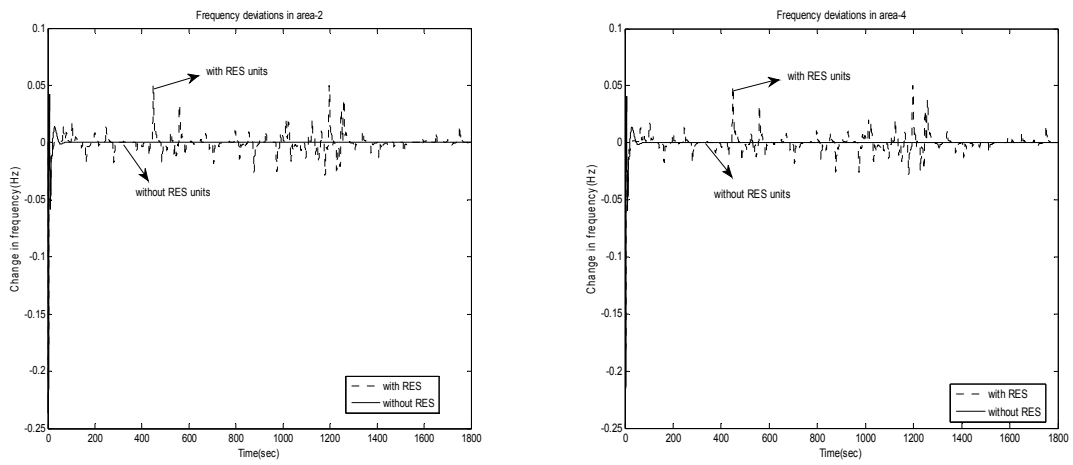 Frequency deviations in area-2
0.1
0.05
0
-0.05
-0.1
-0.15
-0.2
-0.25
Change in frequency(Hz)
with RES units
without RES units
with RES
without RES
0 200 400 600 800 1000 1200 1400 1600 1800
Time(sec)
Frequency deviations in area-4
0.1
0.05
0
-0.05
-0.1
-0.15
-0.2
-0.25
Change in frequency(Hz)
with RES units
without RES units
with RES
without RES
0 200 400 600 800 1000 1200 1400 1600 1800
Time(sec)